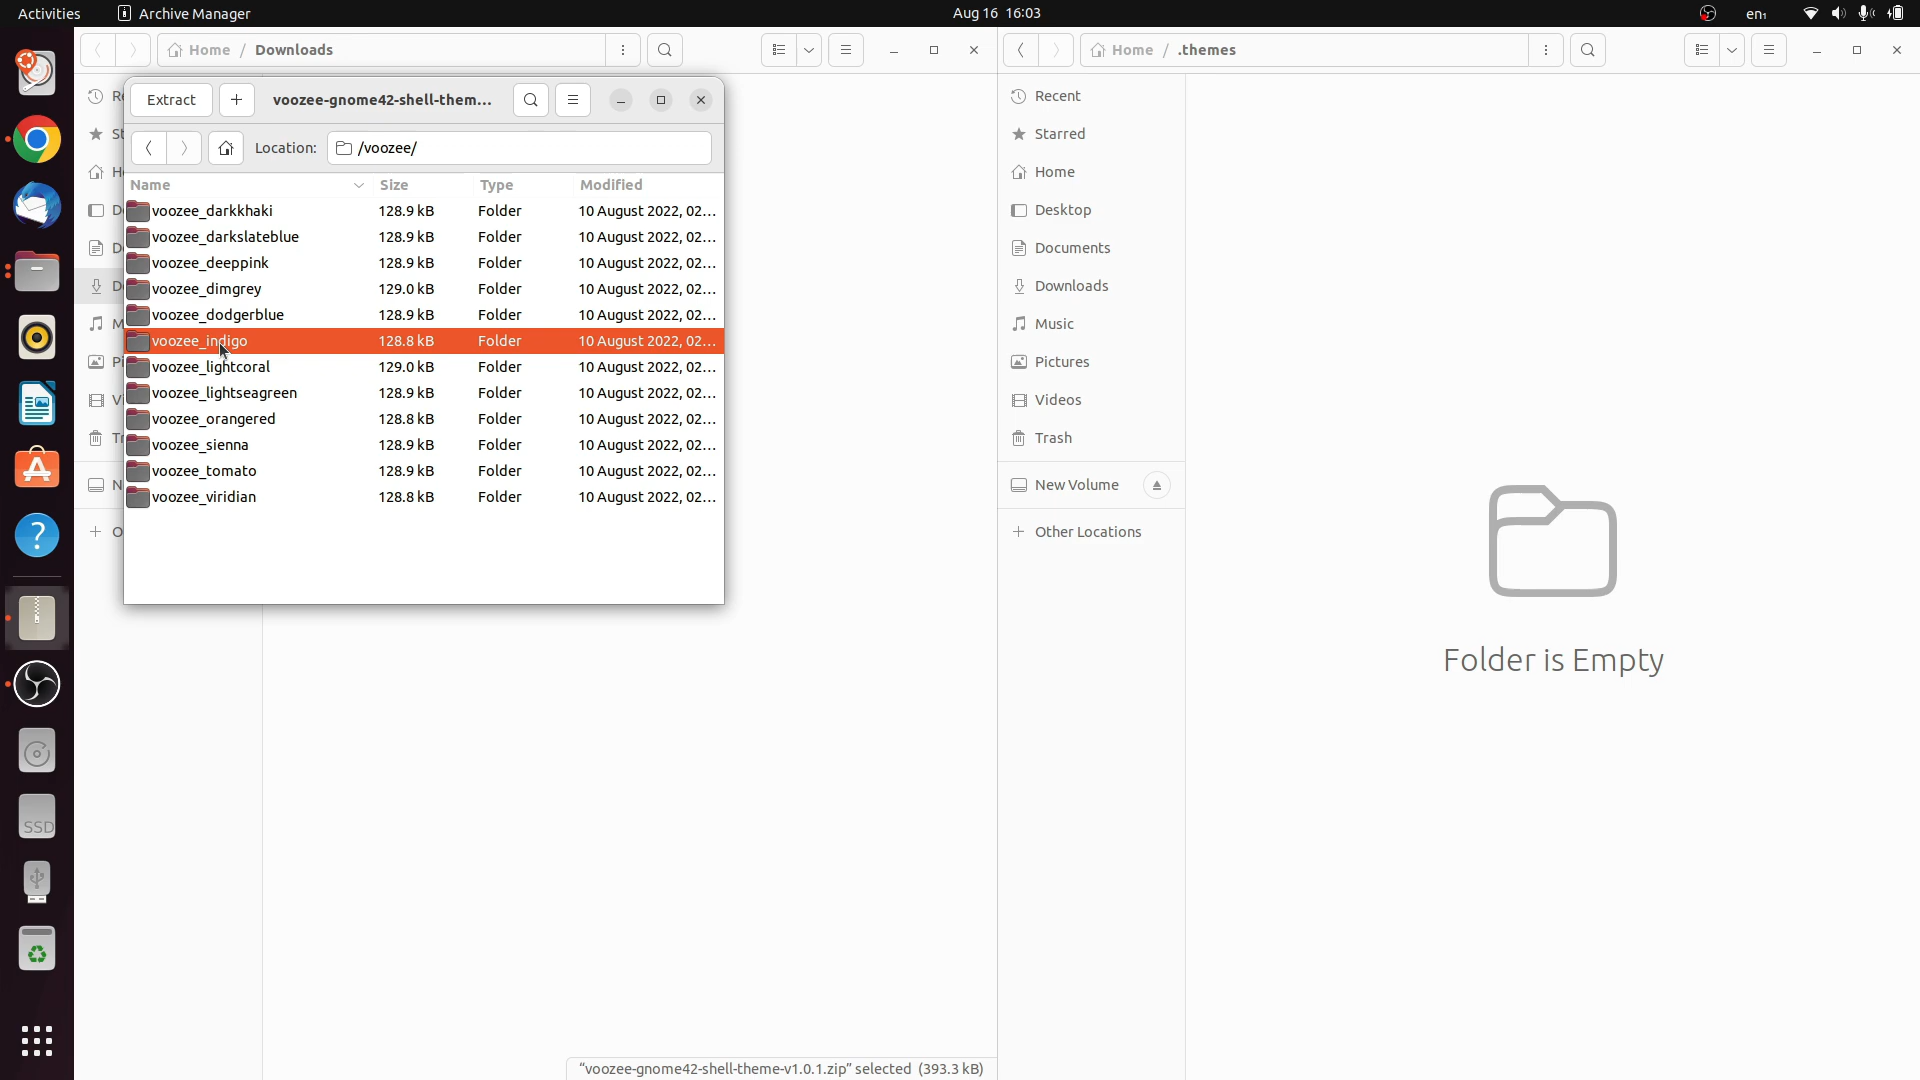 Activities Archive Manager Aug 16 16:03 en₁
Home / Downloads
Home / .themes
Extract voozee-gnome42-shell-them...
Location: /voozee/
Name Size Type Modified
voozee_darkkhaki 128.9 kB Folder 10 August 2022, 02...
voozee_darkslateblue 128.9 kB Folder 10 August 2022, 02...
voozee_deeppink 128.9 kB Folder 10 August 2022, 02...
voozee_dimgrey 129.0 kB Folder 10 August 2022, 02...
voozee_dodgerblue 128.9 kB Folder 10 August 2022, 02...
voozee_indigo 128.8 kB Folder 10 August 2022, 02...
voozee_lightcoral 129.0 kB Folder 10 August 2022, 02...
voozee_lightseagreen 128.9 kB Folder 10 August 2022, 02...
voozee_orangered 128.8 kB Folder 10 August 2022, 02...
voozee_sienna 128.9 kB Folder 10 August 2022, 02...
voozee_tomato 128.9 kB Folder 10 August 2022, 02...
voozee_viridian 128.8 kB Folder 10 August 2022, 02...
SSD
"voozee-gnome42-shell-theme-v1.0.1.zip" selected (393.3 kB)
Recent
Starred
Home
Desktop
Documents
Downloads
Music
Pictures
Videos
Trash
New Volume
Other Locations
Folder is Empty